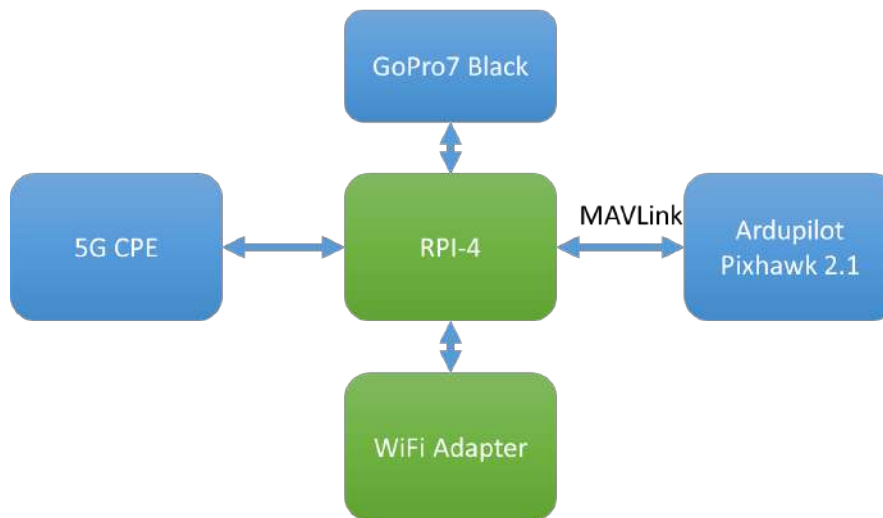 GoPro7 Black
5G CPE
RPI-4
MAVLink
Ardupilot
Pixhawk 2.1
WiFi Adapter